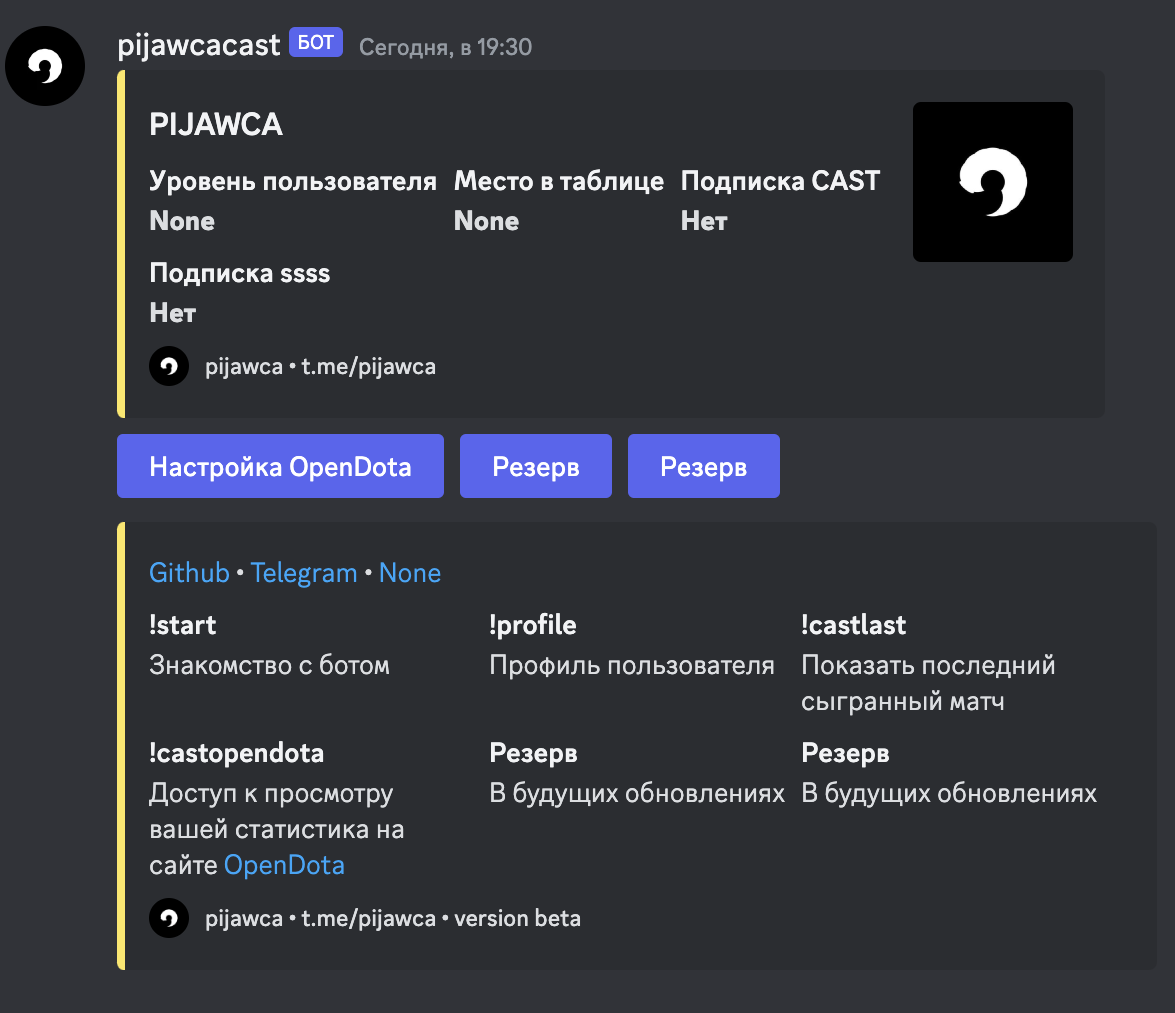 pijawcacast БОТ Сегодня, в 19:30
PIJAWCA
Уровень пользователя Место в таблице Подписка CAST
None None Нет
Подписка ssss
Нет
pijawca • t.me/pijawca
Настройка OpenDota Резерв Резерв
Github • Telegram • None
!start !profile !castlast
Знакомство с ботом Профиль пользователя Показать последний
сыгранный матч
!castopendota Резерв Резерв
Доступ к просмотру В будущих обновлениях В будущих обновлениях
вашей статистика на
сайте OpenDota
pijawca • t.me/pijawca • version beta